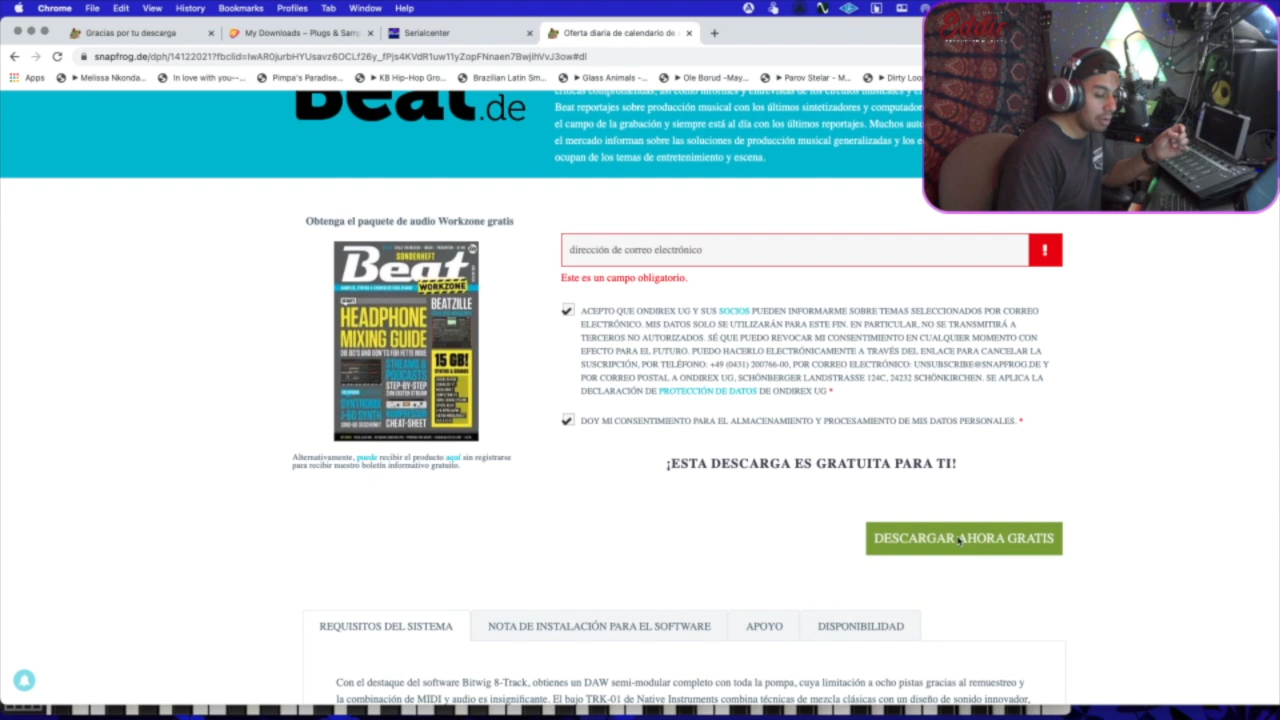 Chrome File Edit View History Profiles Tab Window Help
Gracias por tu descarga
My Downloads – Plugs & Sam
Serialcenter
Oferta diaria de calendario de
snapfrog.de/dph/14122021?fbclid=IwAR0jurbHYUsavz6OCLf26y_fPjs4KVdR1uw11yZopFNnaen7BwjihVvJ3ow#dl
Apps
►Melissa Nkonda...
In love with you--...
Pimpa's Paradise...
►KB Hip-Hop Gro...
Brazilian Latin Sm...
►Glass Animals -...
►Ole Borud -May...
►Parov Stelar - M...
►Dirty Loo
Beat.de
Beat reportajes sobre producción musical con los últimos sintetizadores y computador
el campo de la grabación y siempre está al día con los últimos reportajes. Muchos auto
el mercado informan sobre las soluciones de producción musical generalizadas y los e
ocupan de los temas de entretenimiento y escena.
Obtenga el paquete de audio Workzone gratis
SONDERHEFT
Beat
WORKZONE
HEADPHONE
MIXING GUIDE
BEATZILLE
15 GB!
STREAMS &
PODCASTS
STEP-BY-STEP
CHEAT-SHEET
Alternativamente, puede recibir el producto aquí sin registrarse
para recibir nuestro boletín informativo gratuito.
dirección de correo electrónico
Este es un campo obligatorio.
ACEPTO QUE ONDIREX UG Y SUS SOCIOS PUEDEN INFORMARME SOBRE TEMAS SELECCIONADOS POR CORREO
ELECTRÓNICO. MIS DATOS SOLO SE UTILIZARÁN PARA ESTE FIN. EN PARTICULAR, NO SE TRANSMITIRÁ A
TERCEROS NO AUTORIZADOS. SÉ QUE PUEDO REVOCAR MI CONSENTIMIENTO EN CUALQUIER MOMENTO CON
EFECTO PARA EL FUTURO. PUEDO HACERLO ELECTRÓNICAMENTE A TRAVÉS DEL ENLACE PARA CANCELAR LA
SUSCRIPCIÓN, POR TELÉFONO: +49 (0431) 200766-00, POR CORREO ELECTRÓNICO: UNSUBSCRIBE@SNAPFROG.DE Y
POR CORREO POSTAL A ONDIREX UG, SCHÖNBERGER LANDSTRASSE 124C, 24232 SCHÖNKIRCHEN. SE APLICA LA
DECLARACIÓN DE PROTECCIÓN DE DATOS DE ONDIREX UG *
DOY MI CONSENTIMIENTO PARA EL ALMACENAMIENTO Y PROCESAMIENTO DE MIS DATOS PERSONALES. *
¡ESTA DESCARGA ES GRATUITA PARA TI!
DESCARGAR AHORA GRATIS
REQUISITOS DEL SISTEMA
NOTA DE INSTALACIÓN PARA EL SOFTWARE
APOYO
DISPONIBILIDAD
Con el destaque del software Bitwig 8-Track, obtienes un DAW semi-modular completo con toda la pompa, cuya limitación a ocho pistas gracias al remuestreo y
la combinación de MIDI y audio es insignificante. El bajo TRK-01 de Native Instruments combina técnicas de mezcla clásicas con un diseño de sonido innovador,